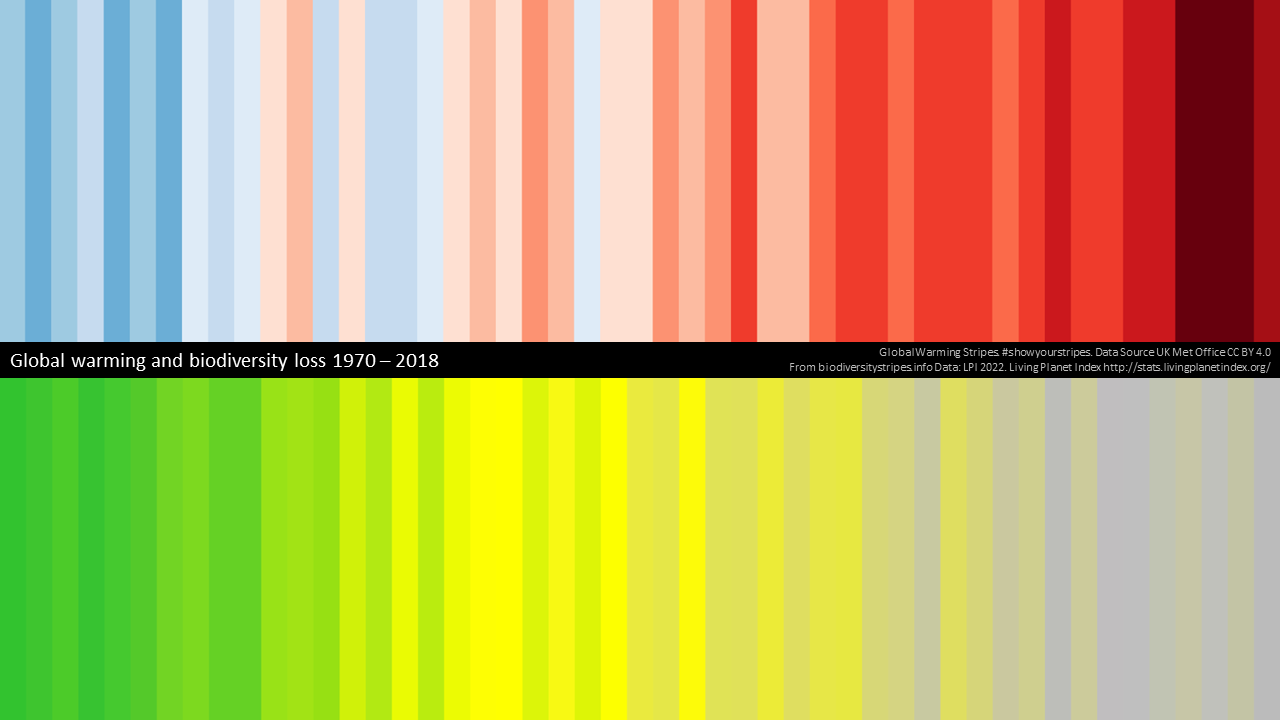 Global warming and biodiversity loss 1970 – 2018
Global Warming Stripes. #showyourstripes. Data Source UK Met Office CC BY 4.0
From biodiversitystripes.info Data: LPI 2022. Living Planet Index http://stats.livingplanetindex.org/